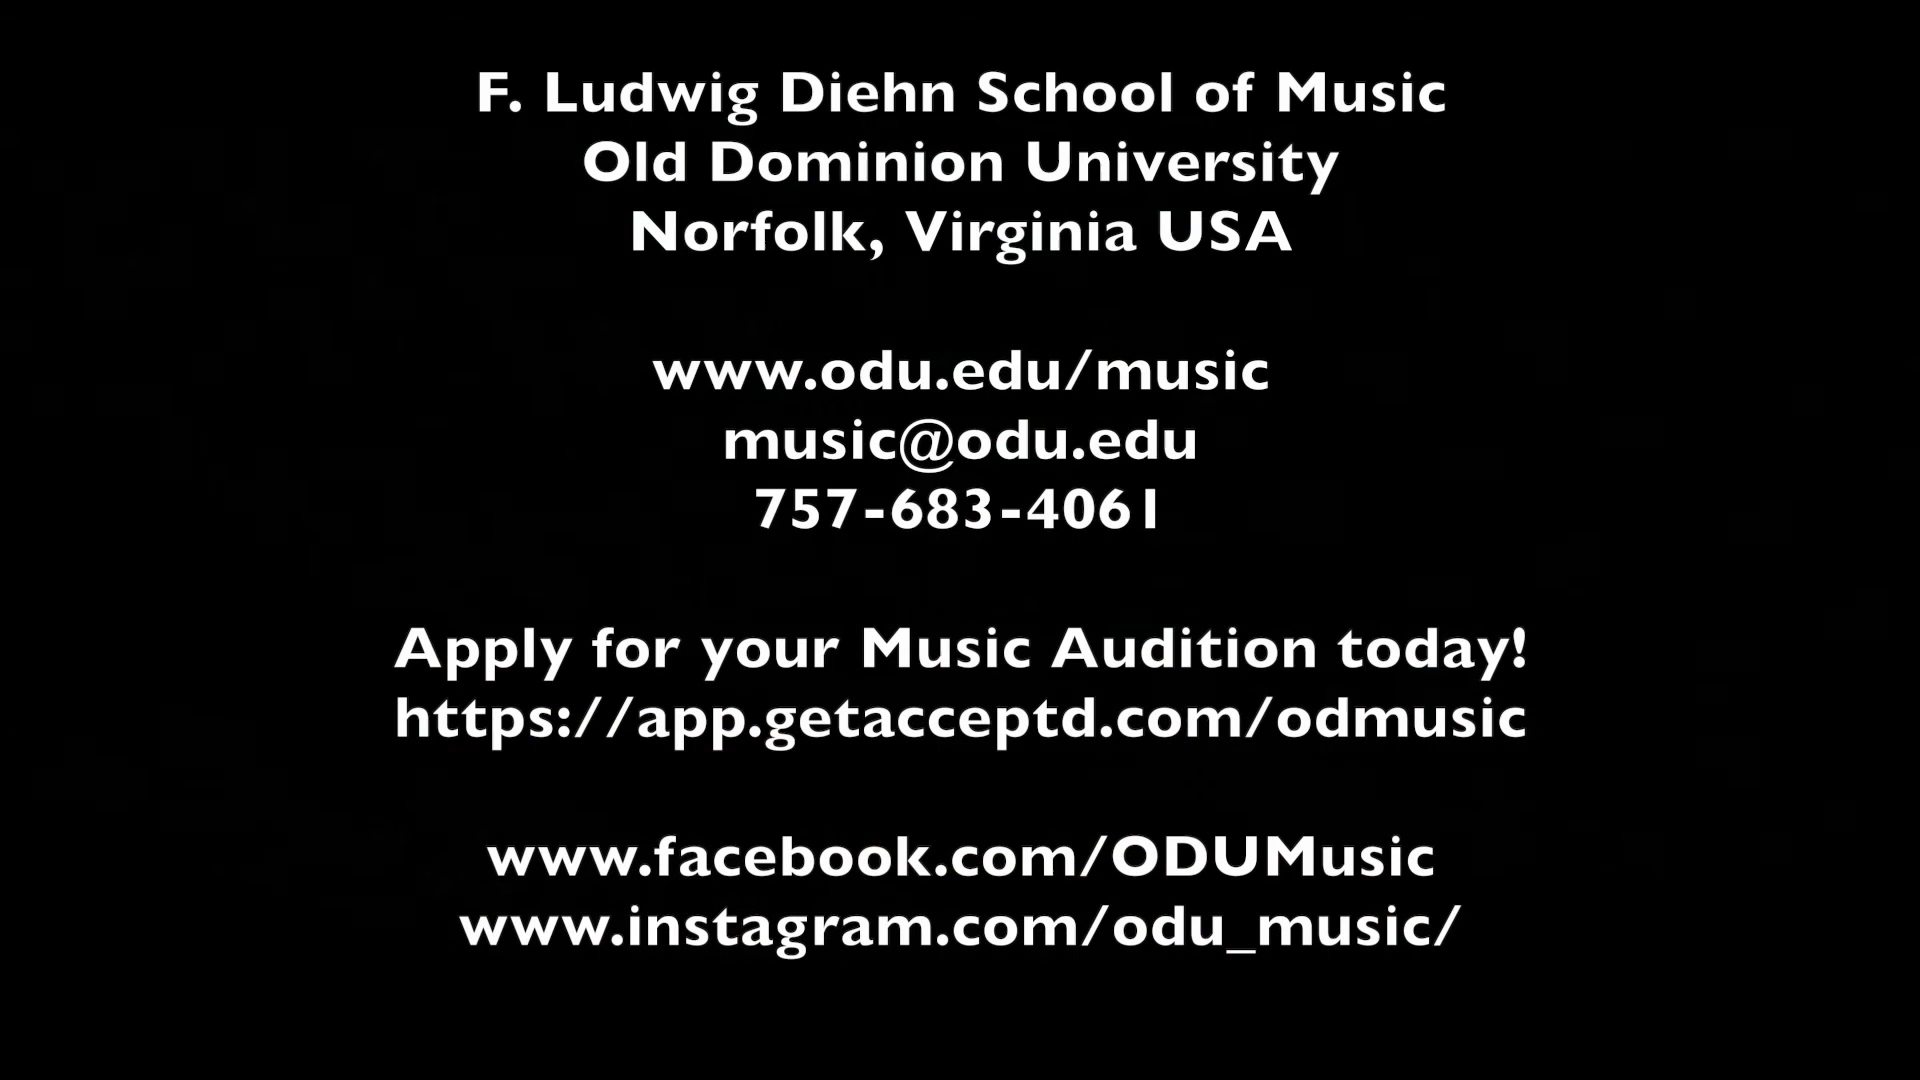 F. Ludwig Diehn School of Music
Old Dominion University
Norfolk, Virginia USA
www.odu.edu/music
music@odu.edu
757-683-4061
Apply for your Music Audition today!
https://app.getacceptd.com/odmusic
www.facebook.com/ODUMusic
www.instagram.com/odu_music/